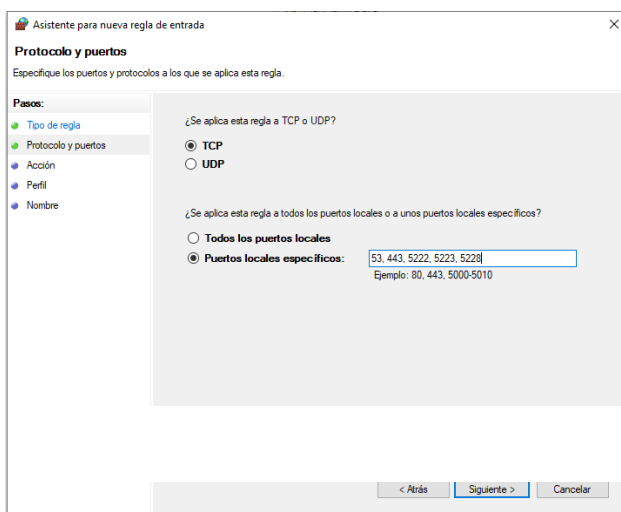 Asistente para nueva regla de entrada
Protocolo y puertos
Especifique los puertos y protocolos a los que se aplica esta regla.
Pasos:
Tipo de regla
Protocolo y puertos
Acción
Perfil
Nombre
¿Se aplica esta regla a TCP o UDP?
TCP
UDP
¿Se aplica esta regla a todos los puertos locales o a unos puertos locales específicos?
Todos los puertos locales
Puertos locales específicos:
53, 443, 5222, 5223, 5228
Ejemplo: 80, 443, 5000-5010
< Atrás
Siguiente >
Cancelar